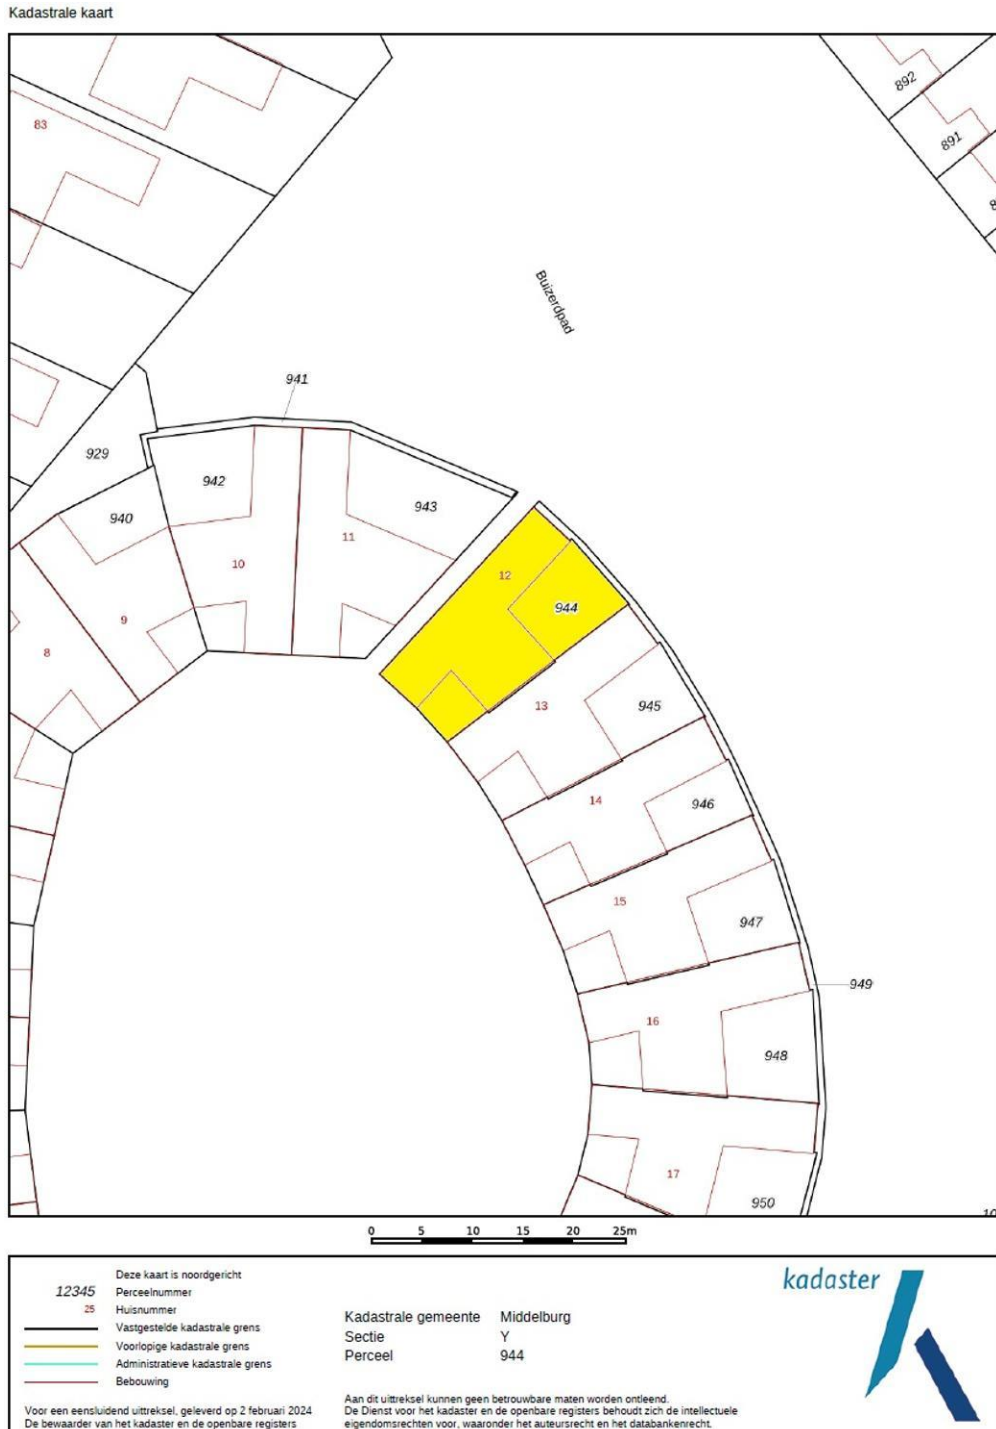 Kadastrale kaart
892
83
891
Buizerdpad
941
929
942
943
940
11
10
12
944
9
8
13
945
14
946
15
947
949
16
948
17
950
0 5 10 15 20 25m
Deze kaart is noordgericht
12345 Perceelnummer
25 Huisnummer
Vastgestelde kadastrale grens
Voorlopige kadastrale grens
Administratieve kadastrale grens
Bebouwing
Voor een eensluidend uittreksel, geleverd op 2 februari 2024
De bewaarder van het kadaster en de openbare registers
Kadastrale gemeente Middelburg
Sectie Y
Perceel 944
Aan dit uittreksel kunnen geen betrouwbare maten worden ontleend.
De Dienst voor het kadaster en de openbare registers behoudt zich de intellectuele
eigendomsrechten voor, waaronder het auteursrecht en het databankenrecht.
kadaster